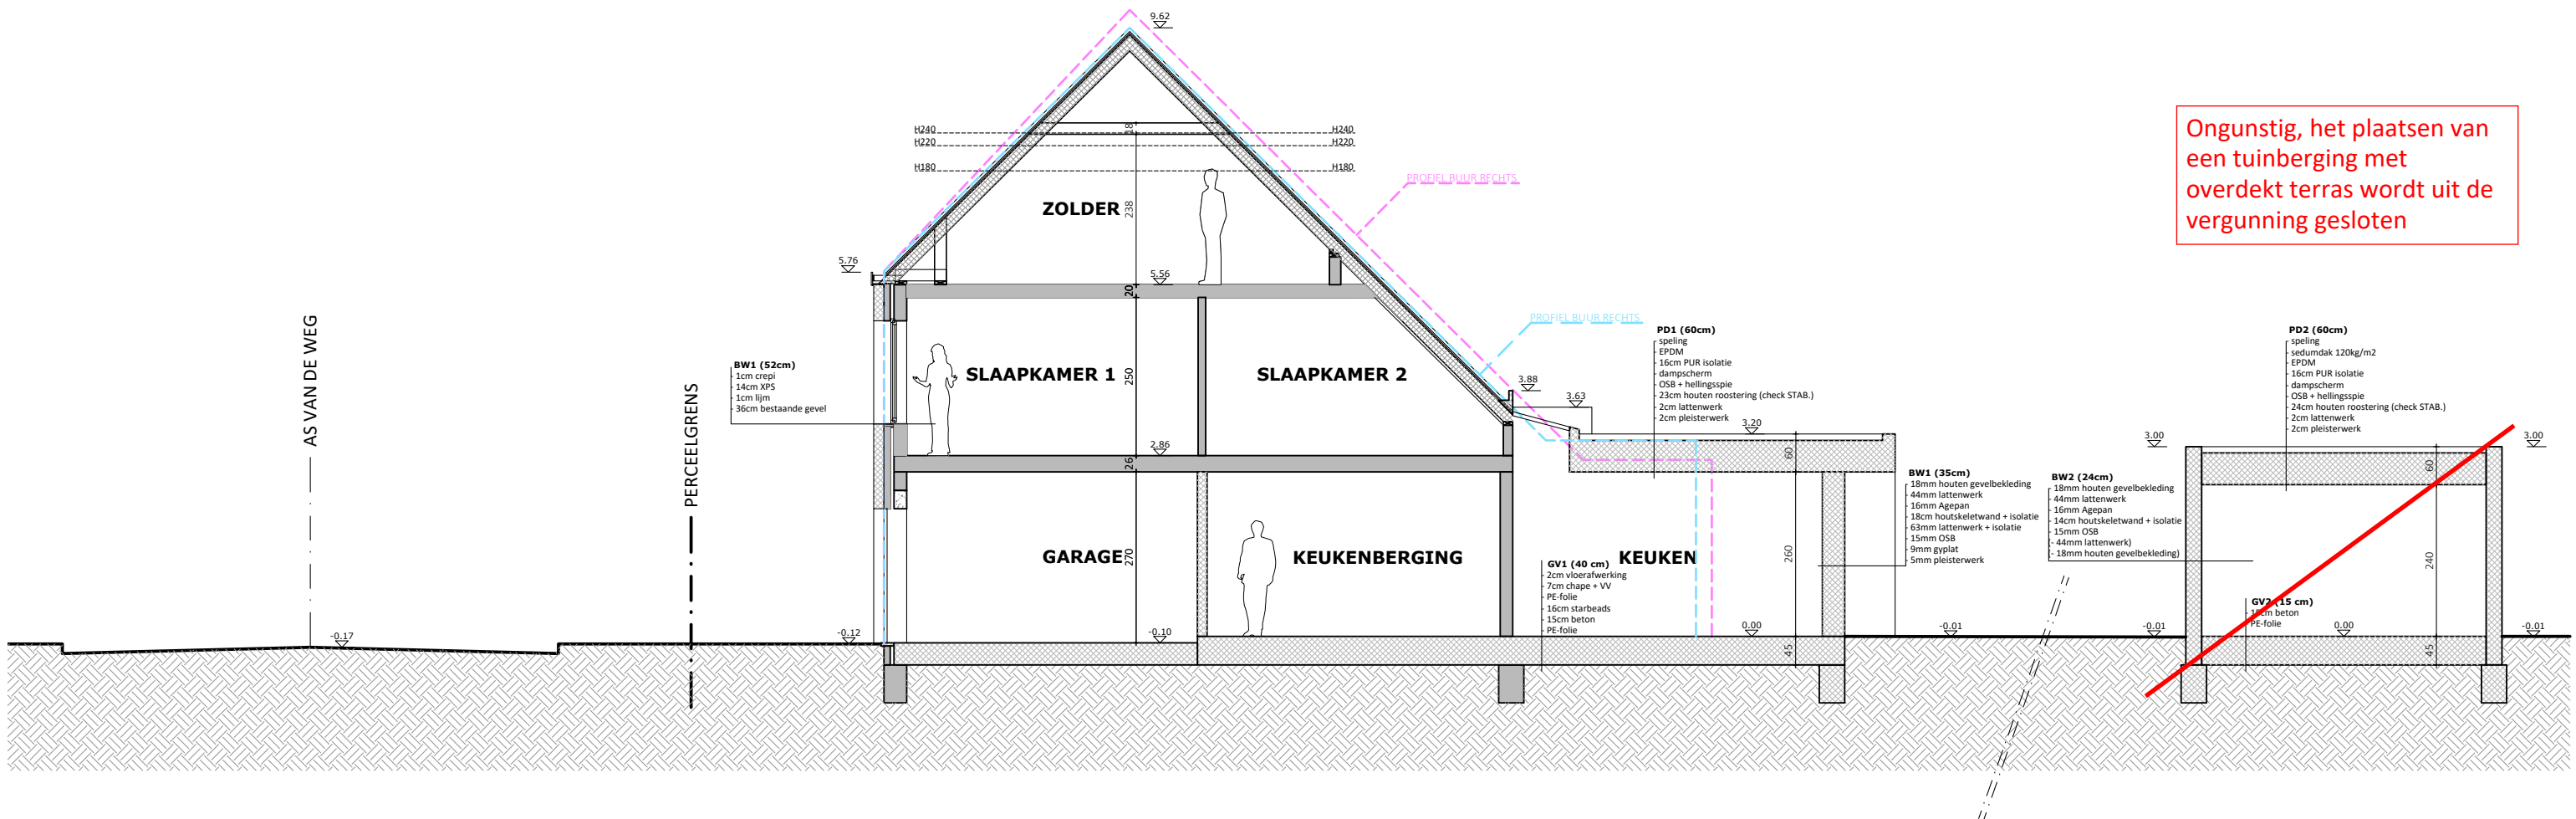 9.62
H240
H240
H220
H220
H180
H180
18
238
ZOLDER
PROFIEL BUUR RECHTS
Ongunstig, het plaatsen van
een tuinberging met
overdekt terras wordt uit de
vergunning gesloten
5.76
5.56
20
PROFIEL BUUR RECHTS
AS VAN DE WEG
PERCEELGRENS
BW1 (52cm)
- 1cm crepi
- 14cm XPS
- 1cm lijm
- 36cm bestaande gevel
SLAAPKAMER 1
250
SLAAPKAMER 2
3.88
3.63
PD1 (60cm)
- speling
- EPDM
- 16cm PUR isolatie
- dampscherm
- OSB + hellingsspie
- 23cm houten roostering (check STAB.)
- 2cm lattenwerk
- 2cm pleisterwerk
3.20
60
PD2 (60cm)
- speling
- sedumdak 120kg/m2
- EPDM
- 16cm PUR isolatie
- dampscherm
- OSB + hellingsspie
- 24cm houten roostering (check STAB.)
- 2cm lattenwerk
- 2cm pleisterwerk
3.00
3.00
60
2.86
26
GARAGE
270
KEUKENBERGING
KEUKEN
260
BW1 (35cm)
- 18mm houten gevelbekleding
- 44mm lattenwerk
- 16mm Agepan
- 18cm houtskeletwand + isolatie
- 63mm lattenwerk + isolatie
- 15mm OSB
- 9mm gyplat
- 5mm pleisterwerk
BW2 (24cm)
- 18mm houten gevelbekleding
- 44mm lattenwerk
- 16mm Agepan
- 14cm houtskeletwand + isolatie
- 15mm OSB
(- 44mm lattenwerk)
(- 18mm houten gevelbekleding)
240
GV1 (40 cm)
- 2cm vloerafwerking
- 7cm chape + VV
- PE-folie
- 16cm starbeads
- 15cm beton
- PE-folie
GV2 (15 cm)
- 15cm beton
- PE-folie
-0.17
-0.12
-0.10
0.00
-0.01
-0.01
0.00
-0.01
45
45